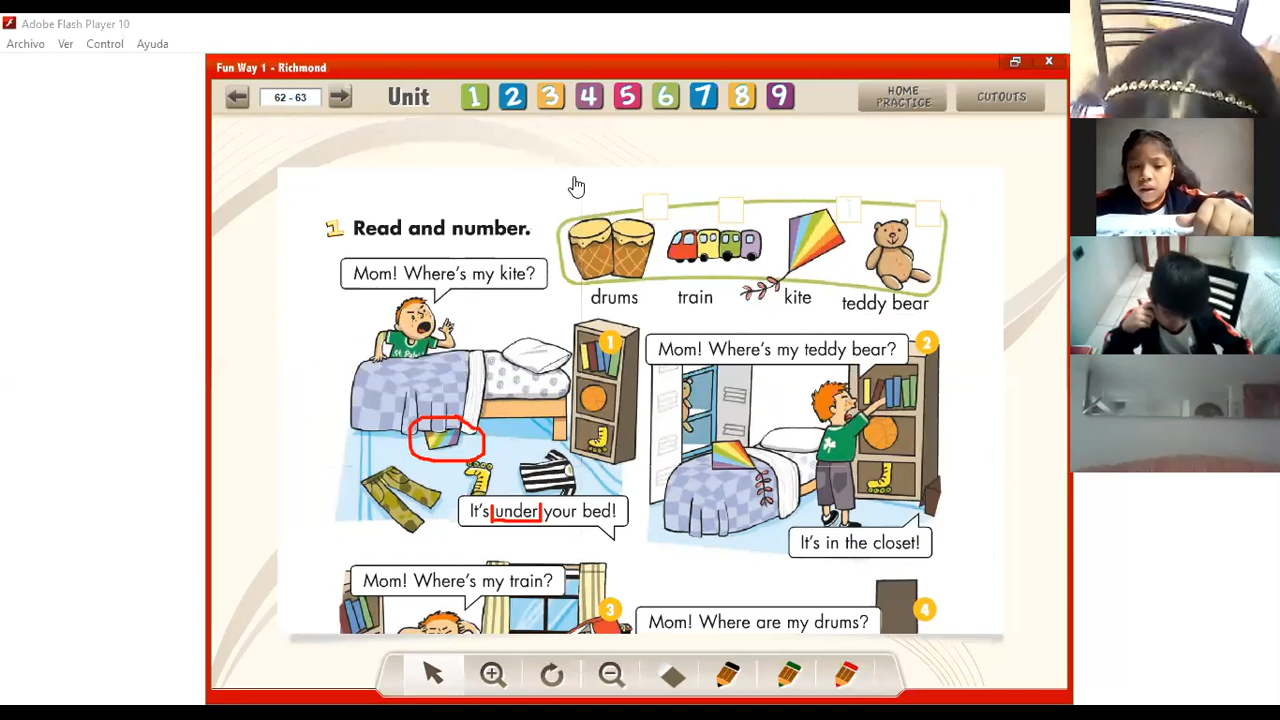 Adobe Flash Player 10
Archivo Ver Control Ayuda
Fun Way 1 - Richmond
62 - 63 Unit 1 2 3 4 5 6 7 8 9 HOME PRACTICE CUTOUTS
1 Read and number.
drums train kite teddy bear
Mom! Where's my kite?
1
It's under your bed!
Mom! Where's my teddy bear?
2
It's in the closet!
Mom! Where's my train?
3
Mom! Where are my drums?
4